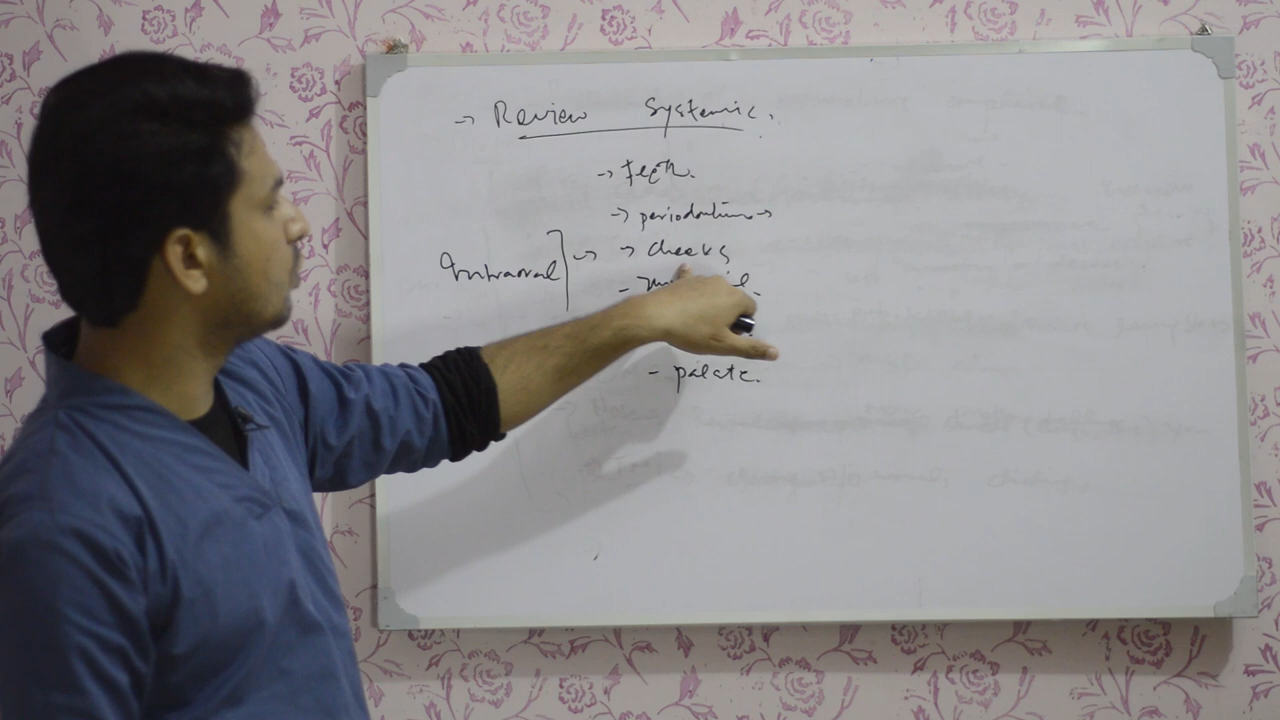 → Review Systemic.
→ teeth.
→ periodontium →
Intraoral ] → → cheeks
-
- palate.